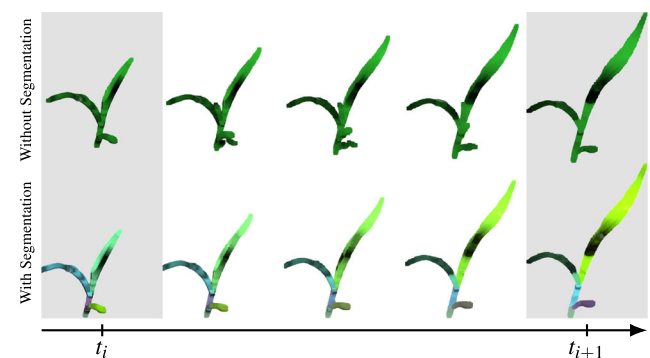 Without Segmentation
With Segmentation
t_i
t_{i+1}